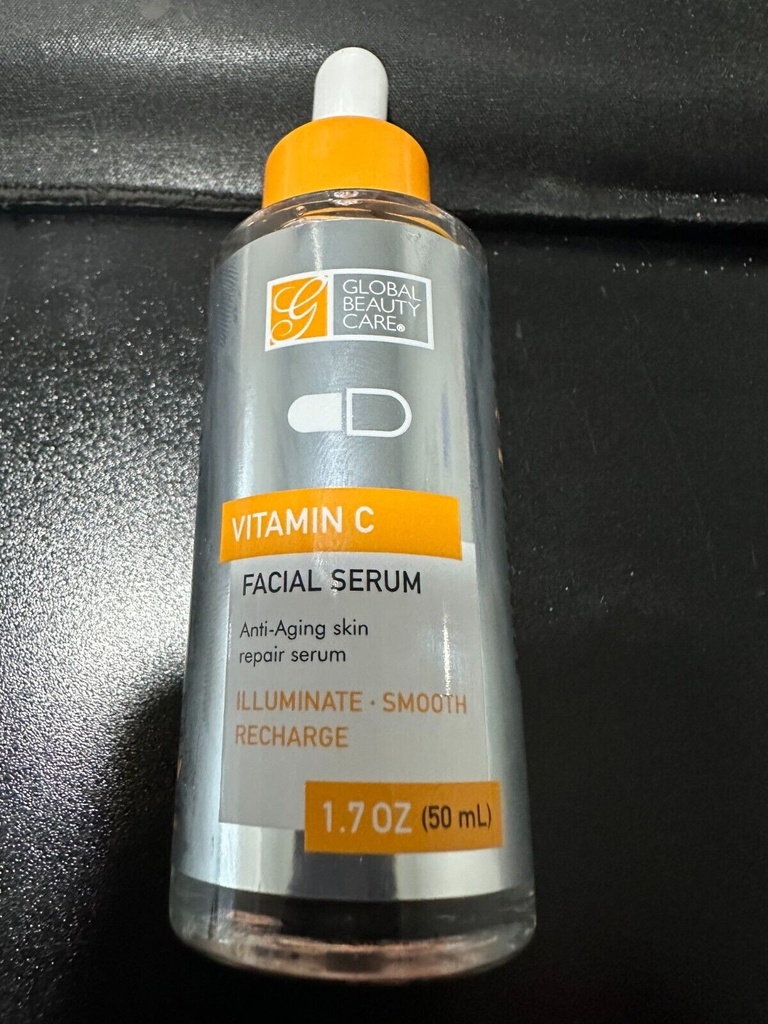 G
GLOBAL
BEAUTY
CARE®
VITAMIN C
FACIAL SERUM
Anti-Aging skin
repair serum
ILLUMINATE · SMOOTH
RECHARGE
1.7 OZ (50 mL)